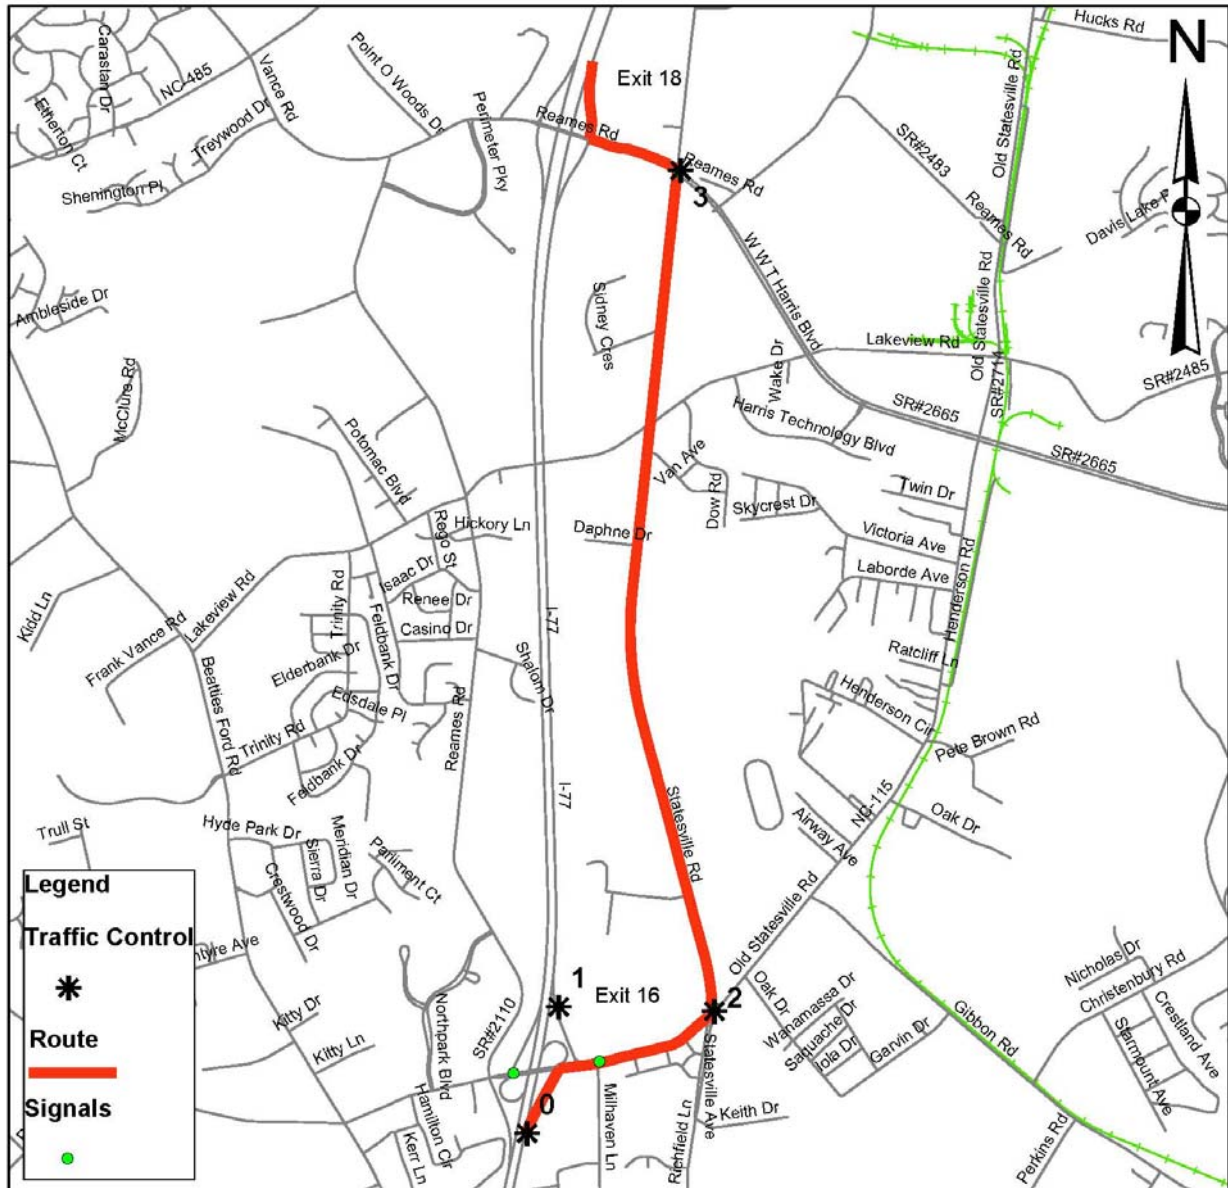 Hucks Rd
N
Carastan Dr
NC-485
Vance Rd
Point O Woods Dr
Perimeter Pky
Exit 18
Etherton Ct
Treywood Dr
Shenington Pl
Reames Rd
Reames Rd
3
SR#2483
Old Statesville Rd
Reames Rd
Davis Lake
W W T Harris Blvd
Ambleside Dr
Sidney Cres
Old Statesville Rd
Lakeview Rd
Wake Dr
SR#2714
SR#2485
McClure Rd
SR#2665
Harris Technology Blvd
SR#2665
Potomac Blvd
Van Ave
Dow Rd
Skycrest Dr
Twin Dr
Hickory Ln
Rego St
Daphne Dr
Victoria Ave
Isaac Dr
Laborde Ave
Henderson Rd
Kidd Ln
Lakeview Rd
Trinity Rd
Renee Dr
Casino Dr
Feldbank Dr
I-77
Frank Vance Rd
Elderbank Dr
Edsdale Pl
Shalom Dr
Ratcliff Ln
Henderson Cir
Beatties Ford Rd
Trinity Rd
Reames Rd
Pete Brown Rd
Feldbank Dr
I-77
Statesville Rd
NC-115
Oak Dr
Airway Ave
Trull St
Hyde Park Dr
Sierra Dr
Meridian Dr
Parliment Ct
Crestwood Dr
Legend
Traffic Control
Route
Signals
ntyre Ave
Old Statesville Rd
Kitty Dr
Kitty Ln
Northpark Blvd
SR#2110
1
Exit 16
2
Oak Dr
Wanamassa Dr
Saquache Dr
Iola Dr
Garvin Dr
Gibbon Rd
Nicholas Dr
Christenbury Rd
Crestland Ave
Starmount Ave
0
Hamilton Cir
Kerr Ln
Milhaven Ln
Richfield Ln
Statesville Ave
Keith Dr
Perkins Rd